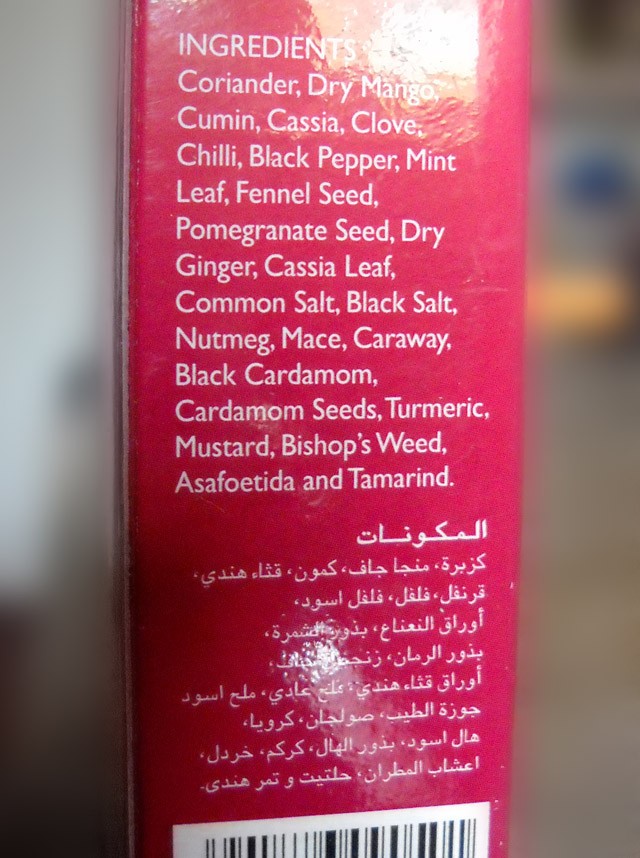 INGREDIENTS
Coriander, Dry Mango,
Cumin, Cassia, Clove,
Chilli, Black Pepper, Mint
Leaf, Fennel Seed,
Pomegranate Seed, Dry
Ginger, Cassia Leaf,
Common Salt, Black Salt,
Nutmeg, Mace, Caraway,
Black Cardamom,
Cardamom Seeds, Turmeric,
Mustard, Bishop's Weed,
Asafoetida and Tamarind.
المكونات
كزبرة، منجا جاف، كمون، قثاء هندي،
قرنفل، فلفل، فلفل اسود،
أوراق النعناع، بذور الشمرة،
بذور الرمان،
أوراق قثاء هندي، ملح عادي، ملح اسود
جوزة الطيب، صولجان، كرويا،
هال اسود، بذور الهال، كركم، خردل،
اعشاب المطران، حلتيت و تمر هندى.